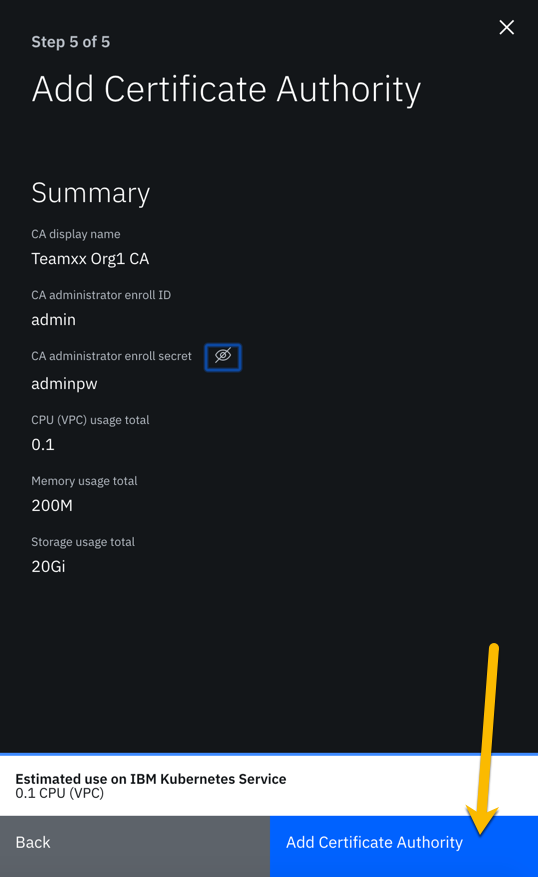 Step 5 of 5
Add Certificate Authority
Summary
CA display name
Teamxx Org1 CA
CA administrator enroll ID
admin
CA administrator enroll secret
adminpw
CPU (VPC) usage total
0.1
Memory usage total
200M
Storage usage total
20Gi
Estimated use on IBM Kubernetes Service
0.1 CPU (VPC)
Back
Add Certificate Authority